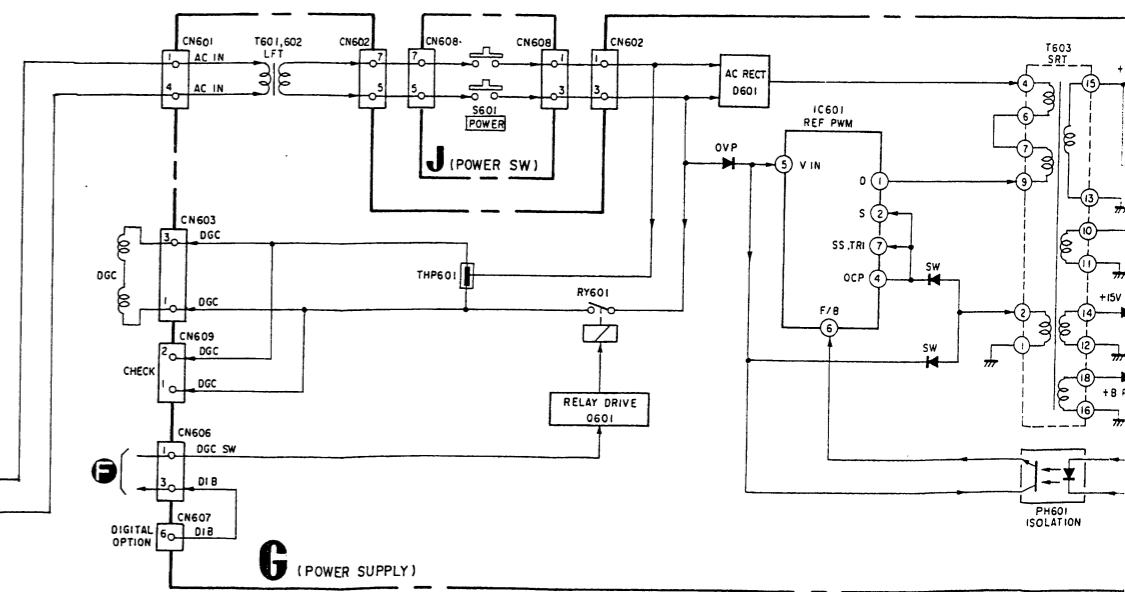 CN601
T601,602
LFT
CN602
CN608
CN608
CN602
1
AC IN
4
AC IN
7
5
7
5
S601
POWER
1
3
1
3
J (POWER SW)
AC RECT
D601
OVP
IC601
REF PWM
5
V IN
D
1
S
2
SS,TRI
7
OCP
4
F/B
6
SW
SW
T603
SRT
4
6
7
9
2
1
15
+
13
10
11
+15V
14
12
18
+B
16
CN603
3
DGC
DGC
1
DGC
THP601
RY601
CN609
CHECK
2
DGC
1
DGC
RELAY DRIVE
Q601
CN606
F
1
DGC SW
3
DIB
CN607
DIGITAL
OPTION
6
DIB
PH601
ISOLATION
G (POWER SUPPLY)